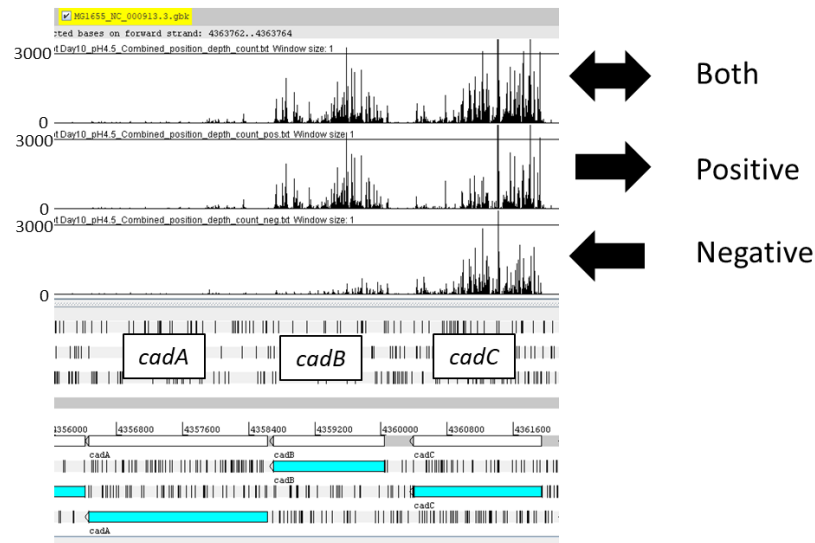 MG1655_NC_000913.3.gbk
cted bases on forward strand: 4363762..4363764
3000 t Day10_pH4.5_Combined_position_depth_count.txt Window size: 1
Both
0
t Day10_pH4.5_Combined_position_depth_count_pos.txt Window size: 1
3000
Positive
0
t Day10_pH4.5_Combined_position_depth_count_neg.txt Window size: 1
3000
Negative
0
cadA cadB cadC
4356000 4356800 4357600 4358400 4359200 4360000 4360800 4361600
cadA cadB cadC
cadB
cadC
cadA